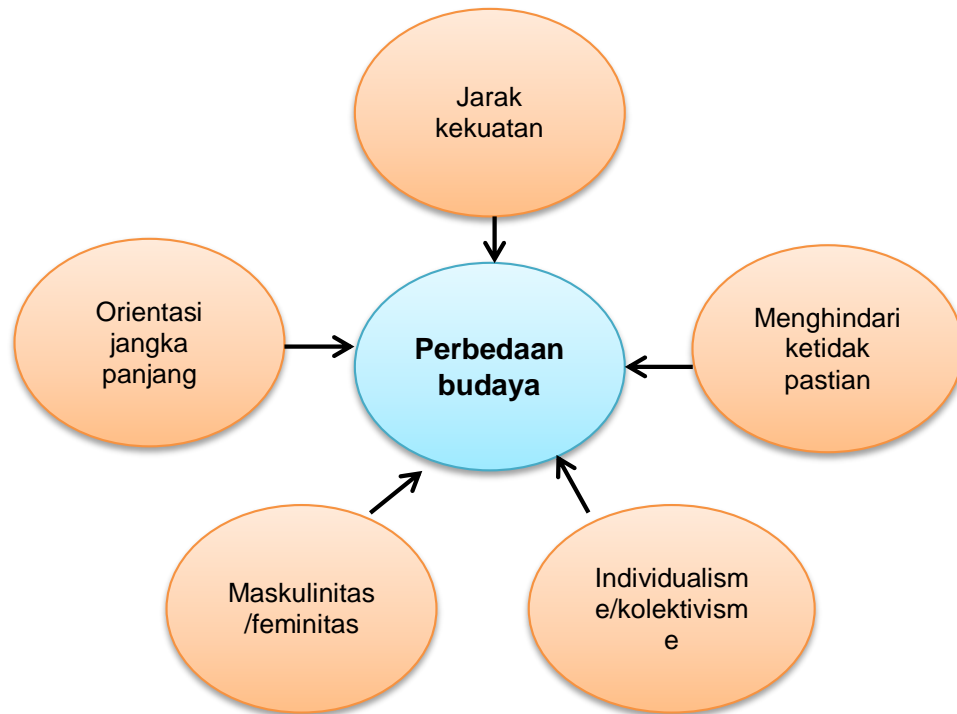 Jarak
kekuatan
Orientasi
jangka
panjang
Perbedaan
budaya
Menghindari
ketidak
pastian
Maskulinitas
/feminitas
Individualism
e/kolektivism
e